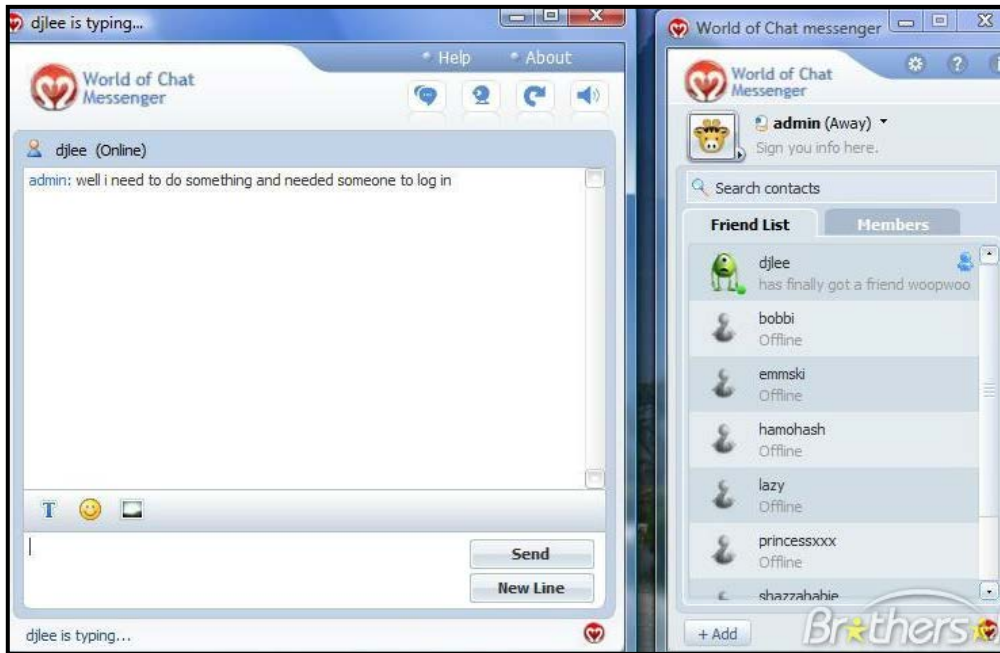 djlee is typing...
Help
About
World of Chat
Messenger
djlee (Online)
admin: well i need to do something and needed someone to log in
T
Send
New Line
djlee is typing...
World of Chat messenger
World of Chat
Messenger
admin (Away)
Sign you info here.
Search contacts
Friend List
Members
djlee
has finally got a friend woopwoo
bobbi
Offline
emmski
Offline
hamohash
Offline
lazy
Offline
princessxxx
Offline
+ Add
Brothers